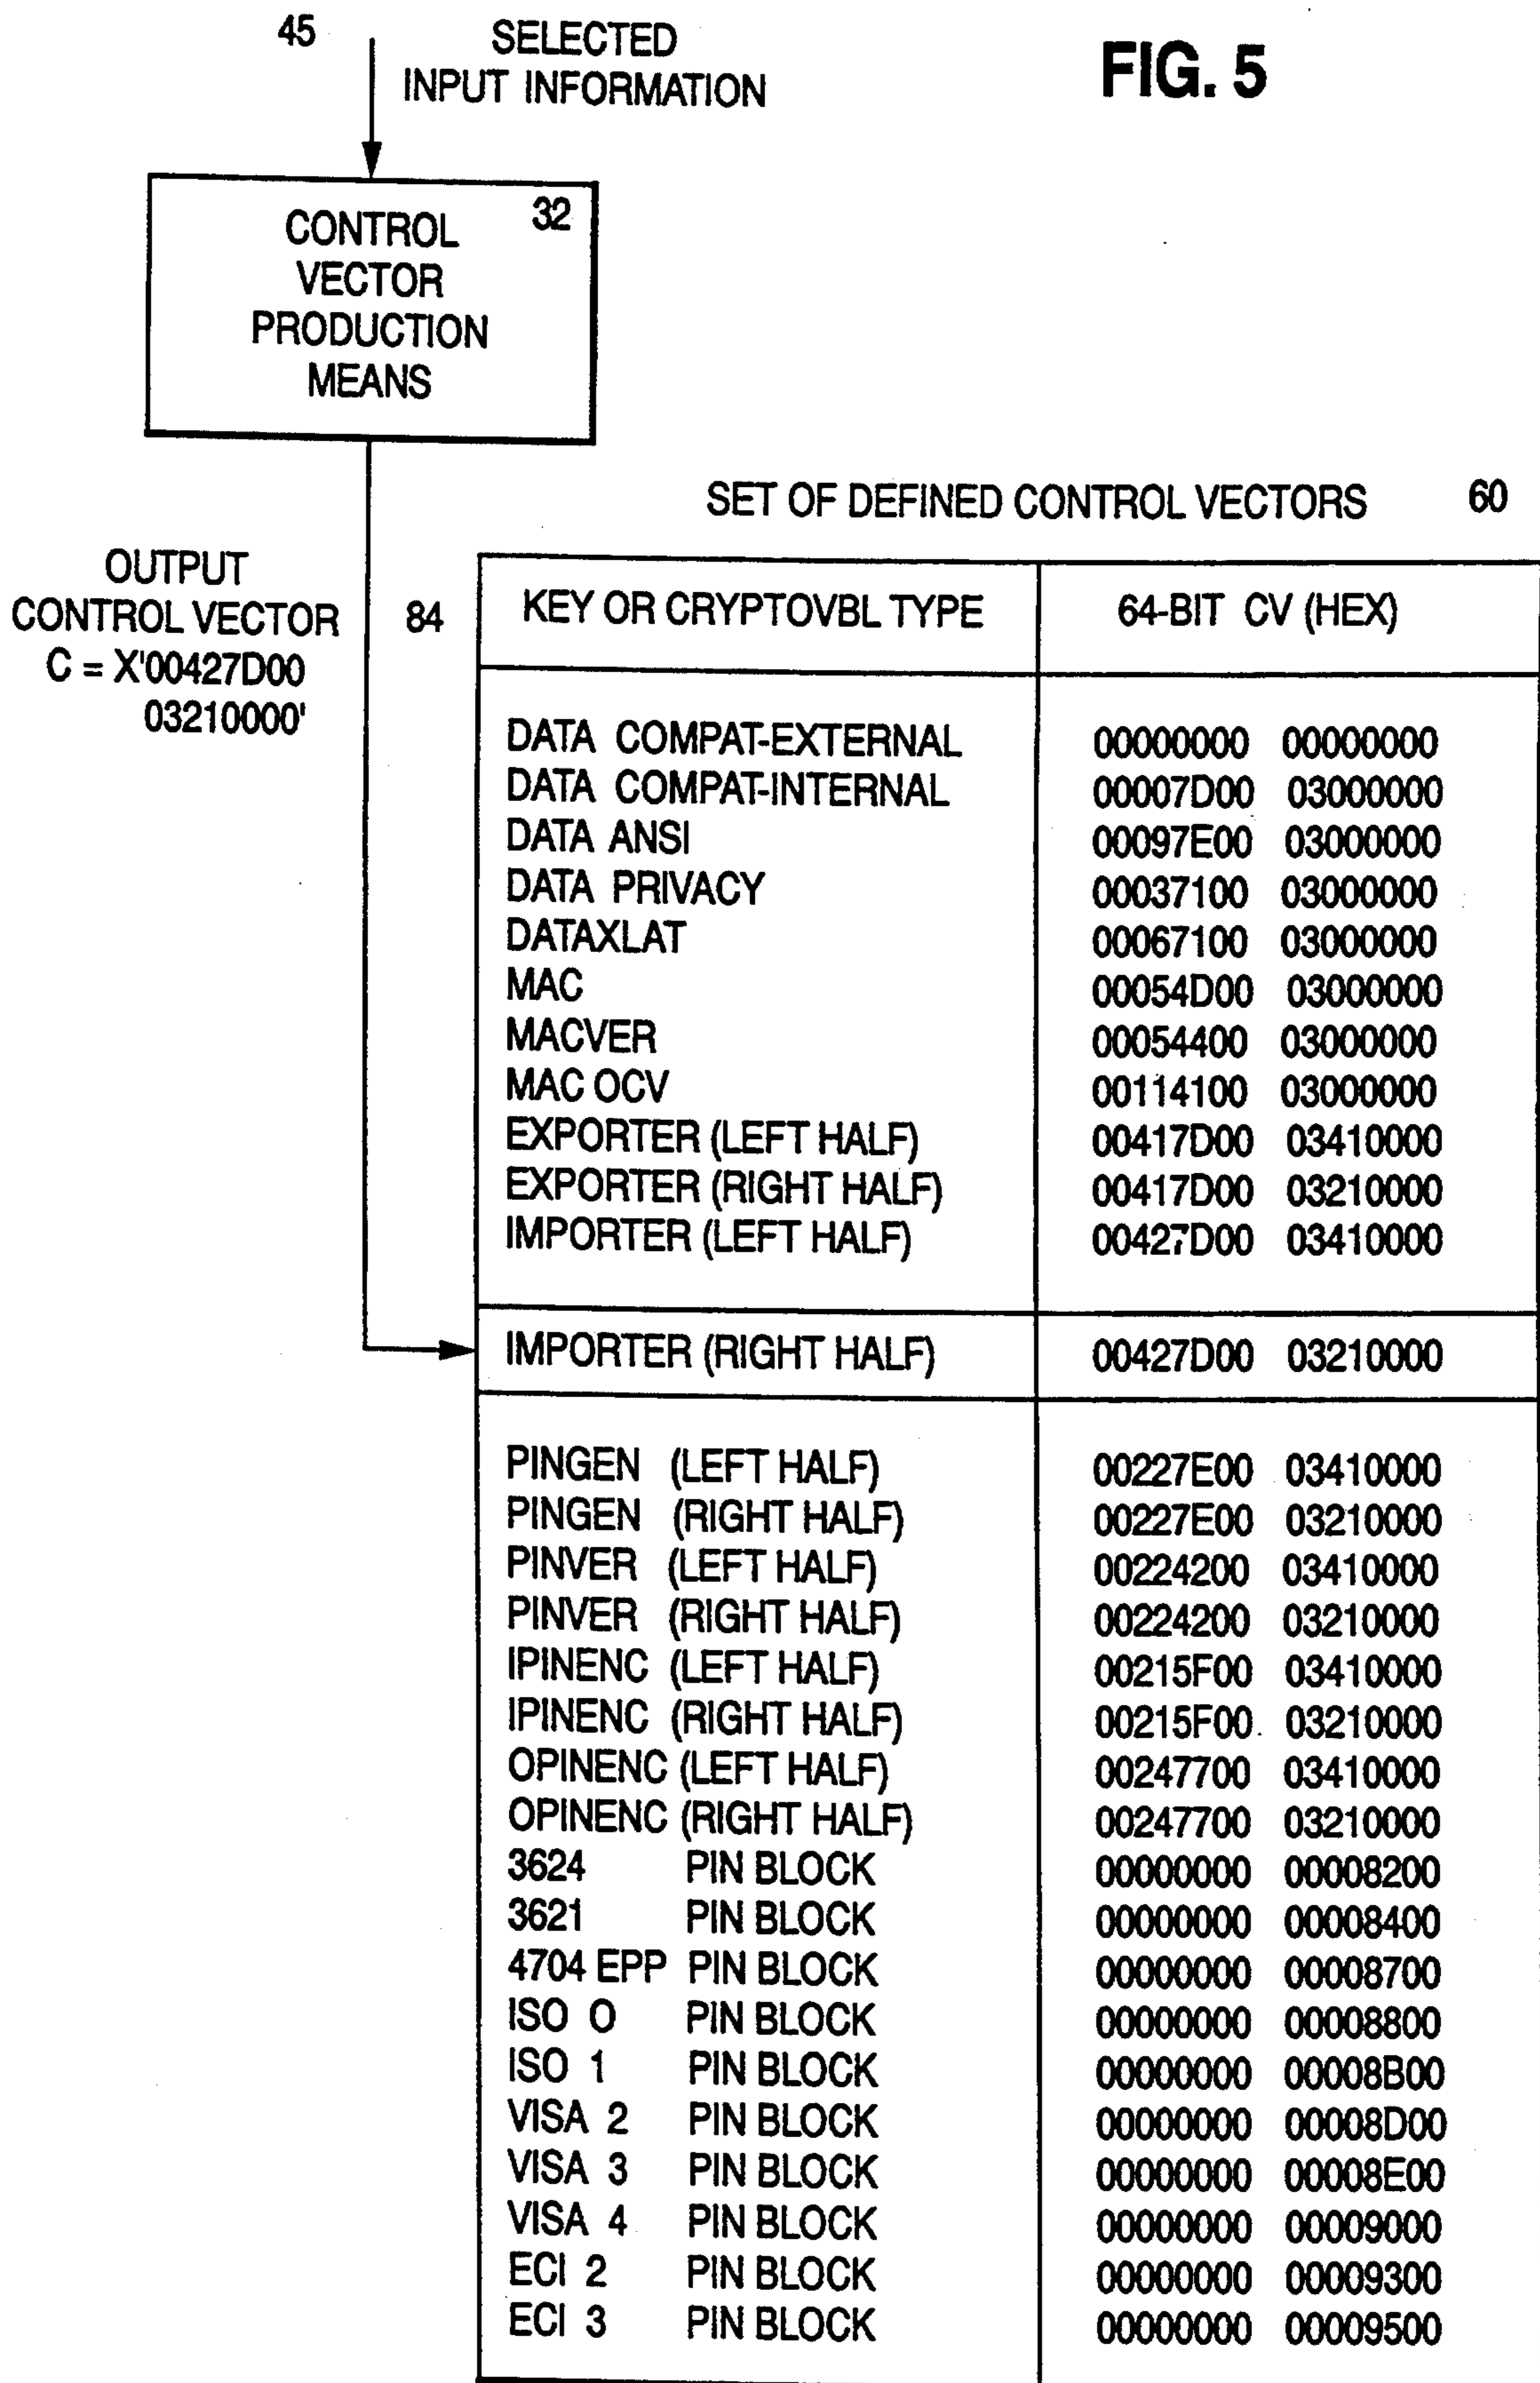 45
SELECTED
INPUT INFORMATION
FIG. 5
32
CONTROL
VECTOR
PRODUCTION
MEANS
SET OF DEFINED CONTROL VECTORS 60
OUTPUT
CONTROL VECTOR
C = X'00427D00
03210000'
84
KEY OR CRYPTOVBL TYPE 64-BIT CV (HEX)
DATA COMPAT-EXTERNAL 00000000 00000000
DATA COMPAT-INTERNAL 00007D00 03000000
DATA ANSI 00097E00 03000000
DATA PRIVACY 00037100 03000000
DATAXLAT 00067100 03000000
MAC 00054D00 03000000
MACVER 00054400 03000000
MAC OCV 00114100 03000000
EXPORTER (LEFT HALF) 00417D00 03410000
EXPORTER (RIGHT HALF) 00417D00 03210000
IMPORTER (LEFT HALF) 00427D00 03410000
IMPORTER (RIGHT HALF) 00427D00 03210000
PINGEN (LEFT HALF) 00227E00 03410000
PINGEN (RIGHT HALF) 00227E00 03210000
PINVER (LEFT HALF) 00224200 03410000
PINVER (RIGHT HALF) 00224200 03210000
IPINENC (LEFT HALF) 00215F00 03410000
IPINENC (RIGHT HALF) 00215F00 03210000
OPINENC (LEFT HALF) 00247700 03410000
OPINENC (RIGHT HALF) 00247700 03210000
3624 PIN BLOCK 00000000 00008200
3621 PIN BLOCK 00000000 00008400
4704 EPP PIN BLOCK 00000000 00008700
ISO 0 PIN BLOCK 00000000 00008800
ISO 1 PIN BLOCK 00000000 00008B00
VISA 2 PIN BLOCK 00000000 00008D00
VISA 3 PIN BLOCK 00000000 00008E00
VISA 4 PIN BLOCK 00000000 00009000
ECI 2 PIN BLOCK 00000000 00009300
ECI 3 PIN BLOCK 00000000 00009500